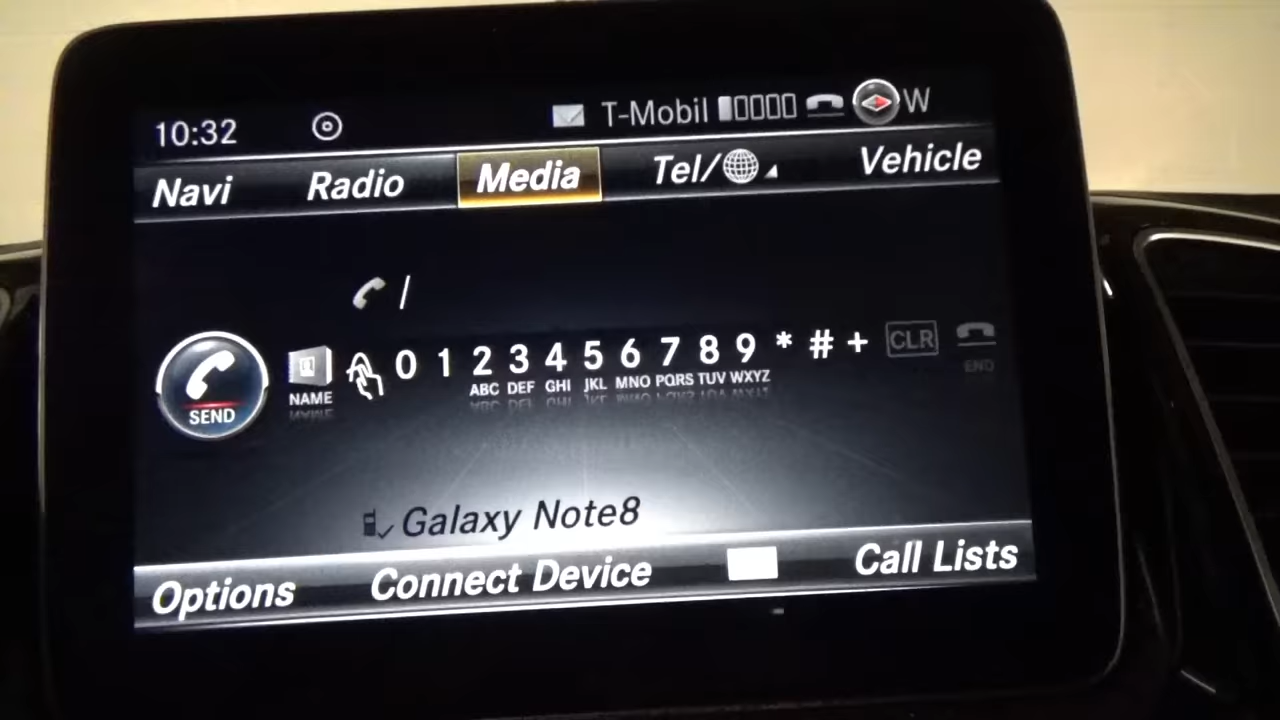 10:32 T-Mobil W
Navi Radio Media Tel/ Vehicle
/
SEND NAME 0 1 2 3 4 5 6 7 8 9 * # + CLR
ABC DEF GHI JKL MNO PQRS TUV WXYZ END
Galaxy Note8
Options Connect Device Call Lists